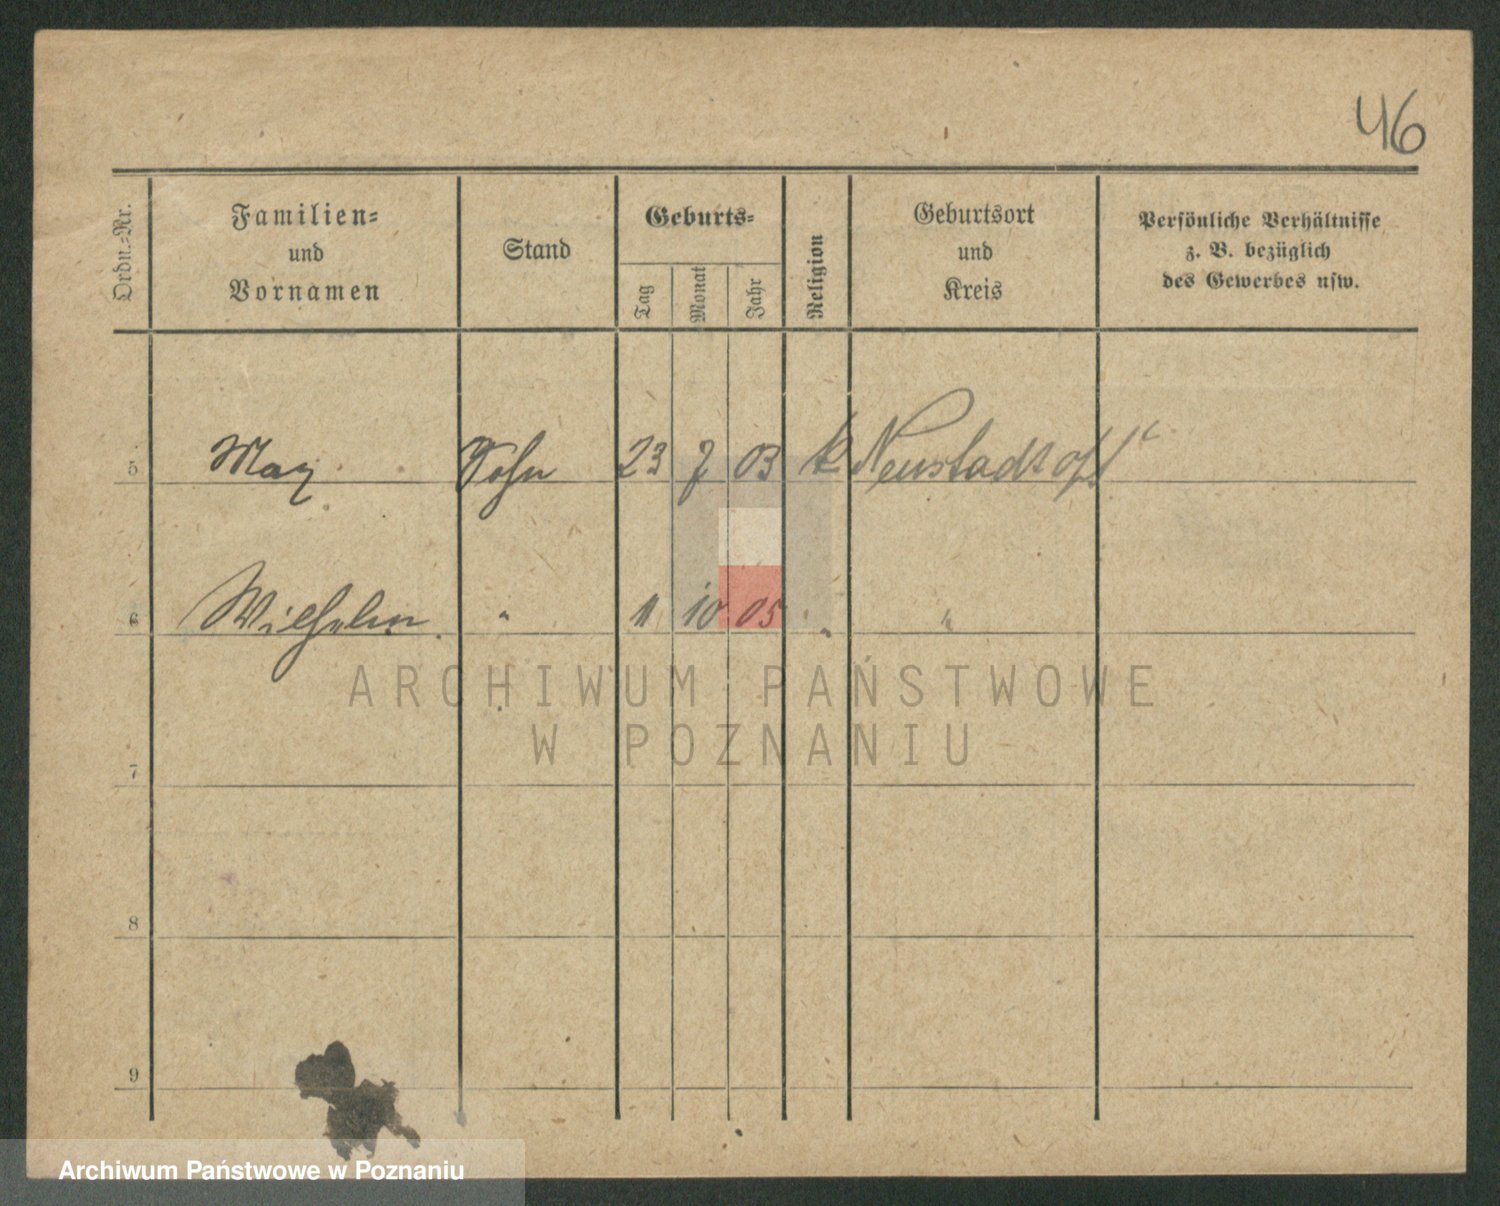 46
Ordn.-Nr.
Familien-
und
Vornamen
Stand
Geburts-
Tag
Monat
Jahr
Religion
Geburtsort
und
Kreis
Persönliche Verhältnisse
z. B. bezüglich
des Gewerbes usw.
5 Max Sohn 23 7 03 k Neustadt o/s
6 Wilhelm " 11 10 05 " "
7
8
9
ARCHIWUM PAŃSTWOWE
W POZNANIU
Archiwum Państwowe w Poznaniu